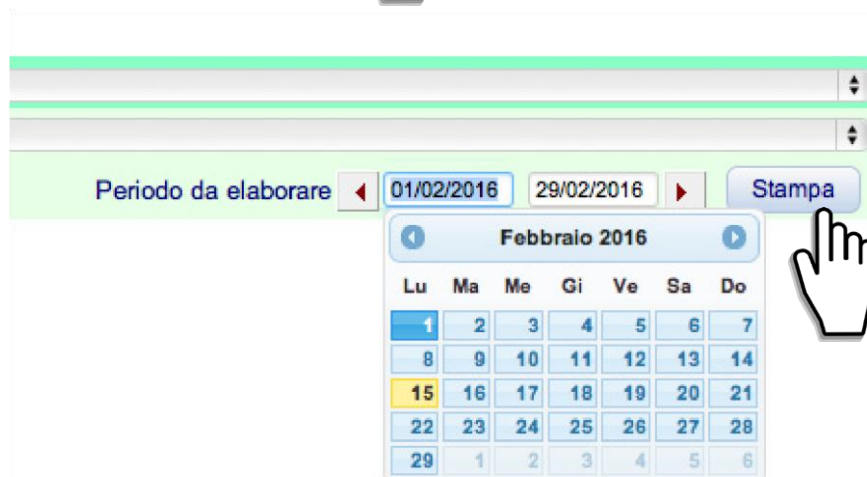 Periodo da elaborare 01/02/2016 29/02/2016 Stampa
Febbraio 2016
Lu Ma Me Gi Ve Sa Do
1 2 3 4 5 6 7
8 9 10 11 12 13 14
15 16 17 18 19 20 21
22 23 24 25 26 27 28
29 1 2 3 4 5 6